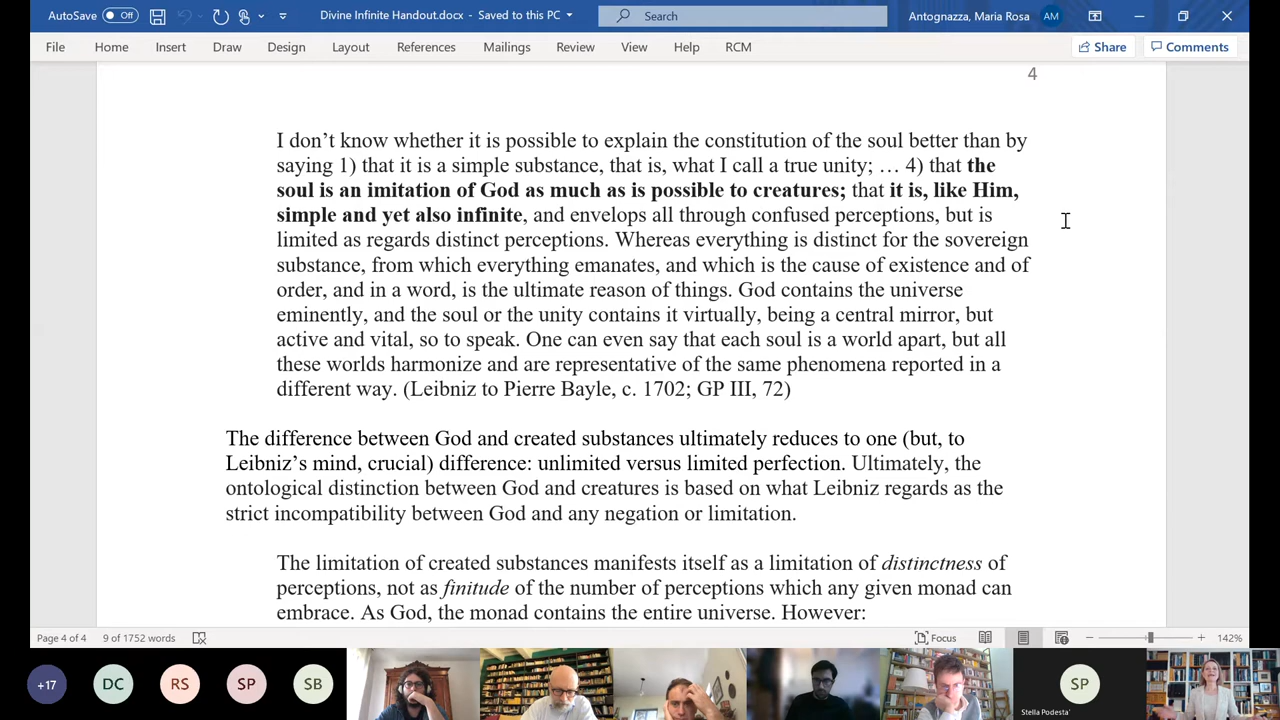 AutoSave Off Divine Infinite Handout.docx - Saved to this PC Search Antognazza, Maria Rosa AM
File Home Insert Draw Design Layout References Mailings Review View Help RCM Share Comments
4
I don’t know whether it is possible to explain the constitution of the soul better than by
saying 1) that it is a simple substance, that is, what I call a true unity; … 4) that the
soul is an imitation of God as much as is possible to creatures; that it is, like Him,
simple and yet also infinite, and envelops all through confused perceptions, but is
limited as regards distinct perceptions. Whereas everything is distinct for the sovereign
substance, from which everything emanates, and which is the cause of existence and of
order, and in a word, is the ultimate reason of things. God contains the universe
eminently, and the soul or the unity contains it virtually, being a central mirror, but
active and vital, so to speak. One can even say that each soul is a world apart, but all
these worlds harmonize and are representative of the same phenomena reported in a
different way. (Leibniz to Pierre Bayle, c. 1702; GP III, 72)
The difference between God and created substances ultimately reduces to one (but, to
Leibniz’s mind, crucial) difference: unlimited versus limited perfection. Ultimately, the
ontological distinction between God and creatures is based on what Leibniz regards as the
strict incompatibility between God and any negation or limitation.
The limitation of created substances manifests itself as a limitation of distinctness of
perceptions, not as finitude of the number of perceptions which any given monad can
embrace. As God, the monad contains the entire universe. However:
Page 4 of 4 9 of 1752 words Focus 142%
+17 DC RS SP SB SP
Stella Podesta'